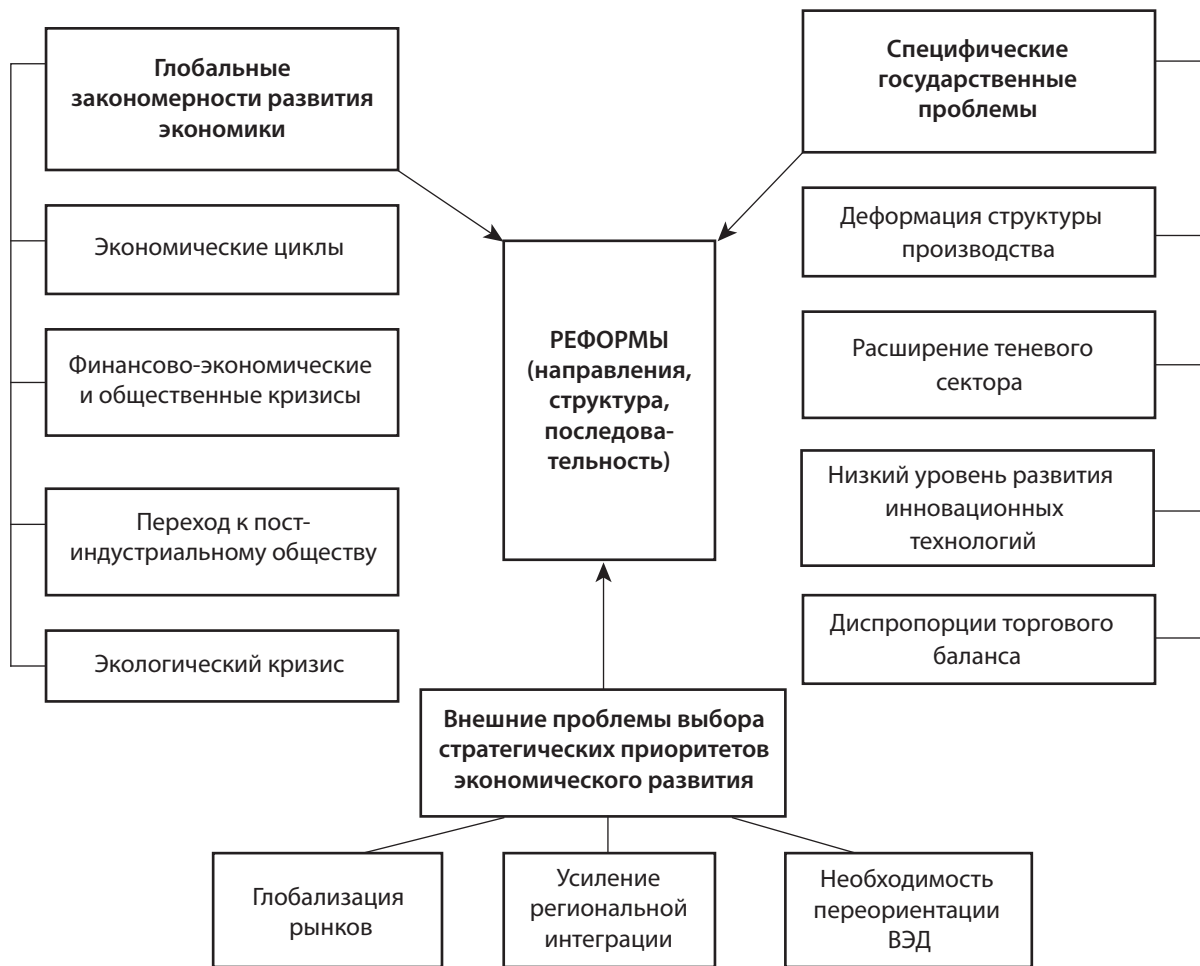 Глобальные
закономерности развития
экономики
Экономические циклы
Финансово-экономические
и общественные кризисы
Переход к пост-
индустриальному обществу
Экологический кризис
РЕФОРМЫ
(направления,
структура,
последова-
тельность)
Специфические
государственные
проблемы
Деформация структуры
производства
Расширение теневого
сектора
Низкий уровень развития
инновационных
технологий
Диспропорции торгового
баланса
Внешние проблемы выбора
стратегических приоритетов
экономического развития
Глобализация
рынков
Усиление
региональной
интеграции
Необходимость
переориентации
ВЭД